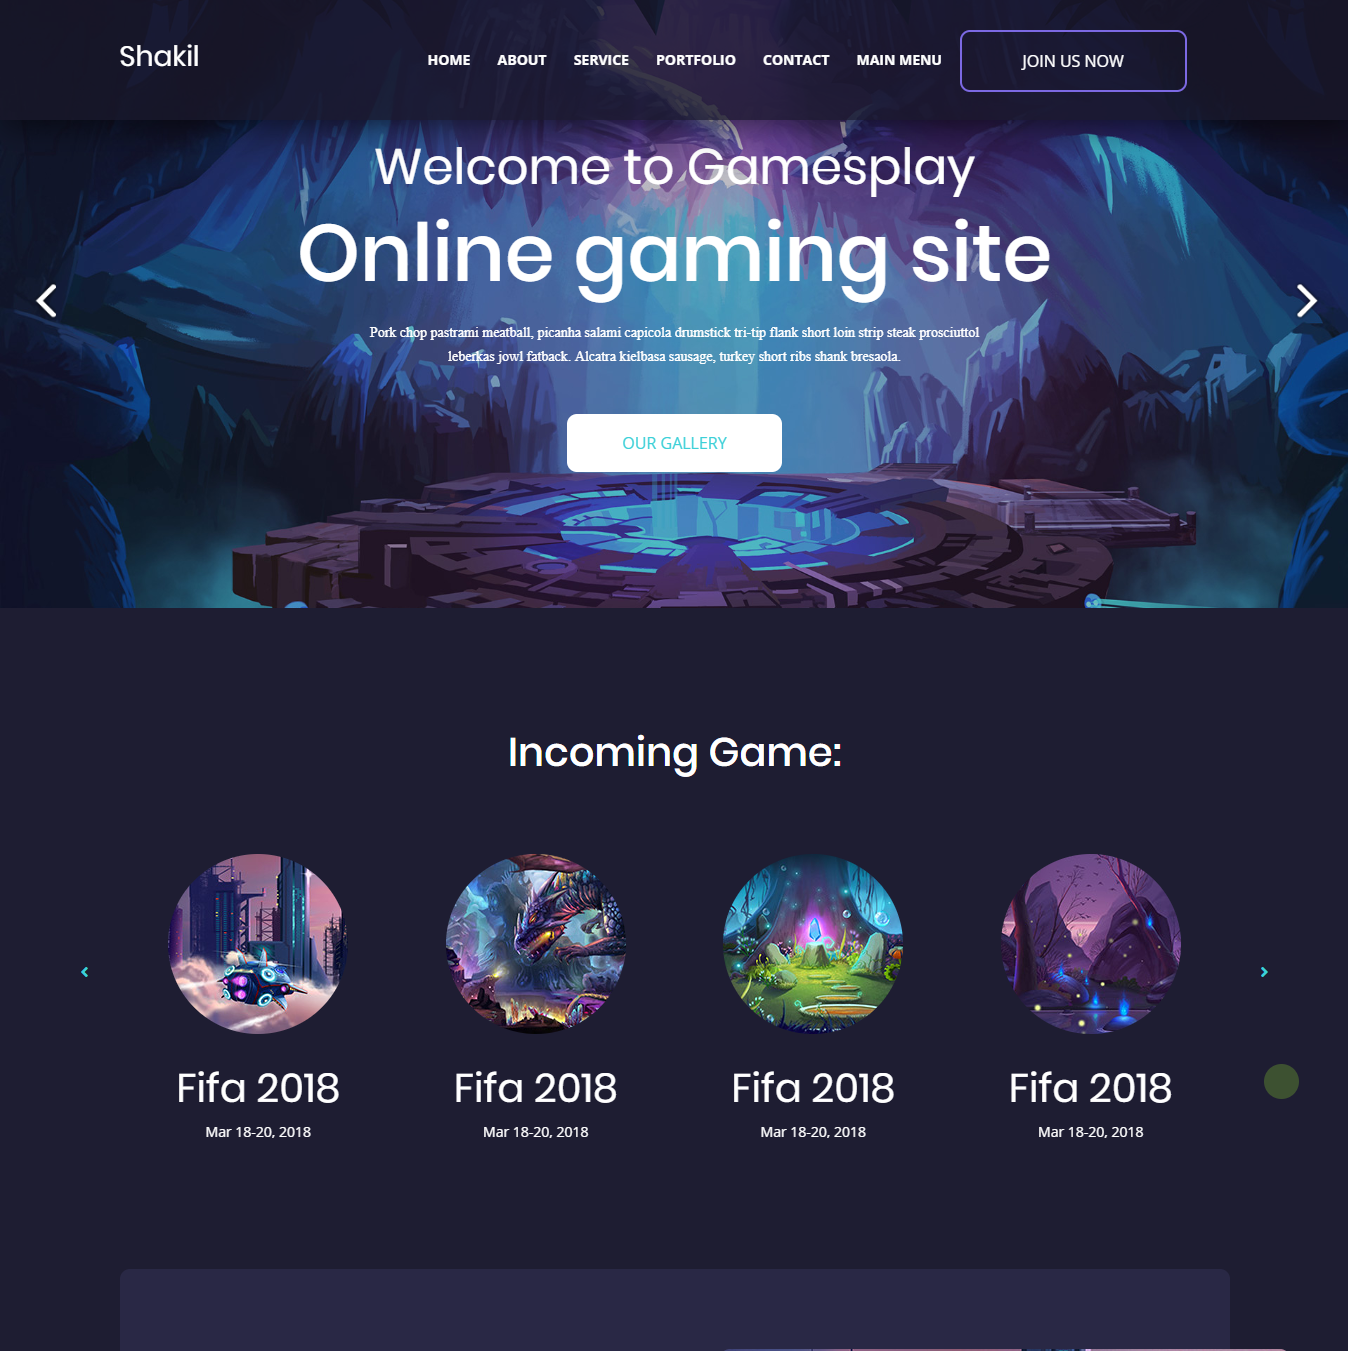 Shakil
HOME ABOUT SERVICE PORTFOLIO CONTACT MAIN MENU JOIN US NOW
Welcome to Gamesplay
Online gaming site
Pork chop pastrami meatball, picanha salami capicola drumstick tri-tip flank short loin strip steak prosciuttol
leberkas jowl fatback. Alcatra kielbasa sausage, turkey short ribs shank bresaola.
OUR GALLERY
Incoming Game:
Fifa 2018 Fifa 2018 Fifa 2018 Fifa 2018
Mar 18-20, 2018 Mar 18-20, 2018 Mar 18-20, 2018 Mar 18-20, 2018